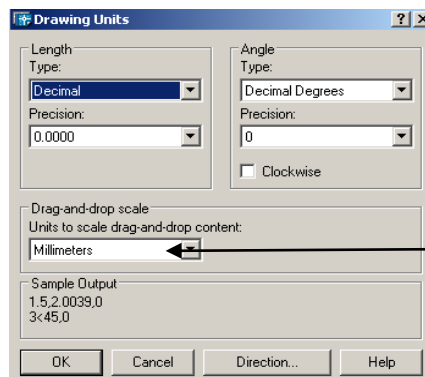 Drawing Units
Length
Type:
Decimal
Precision:
0.0000
Angle
Type:
Decimal Degrees
Precision:
0
Clockwise
Drag-and-drop scale
Units to scale drag-and-drop content:
Millimeters
Sample Output
1.5,2.0039,0
3<45,0
OK Cancel Direction... Help